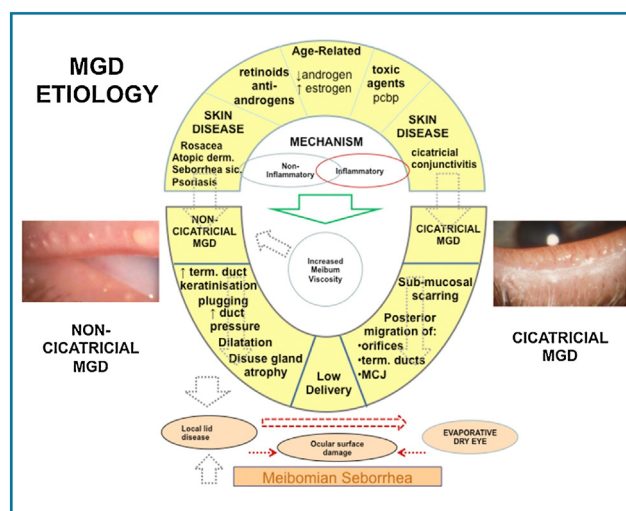 MGD
ETIOLOGY
Age-Related
↓androgen
↑ estrogen
retinoids
anti-
androgens
toxic
agents
pcbp
SKIN
DISEASE
Rosacea
Atopic derm.
Seborrhea sic.
Psoriasis
SKIN
DISEASE
cicatricial
conjunctivitis
MECHANISM
Non-
Inflammatory
Inflammatory
NON-
CICATRICIAL
MGD
CICATRICIAL
MGD
Increased
Meibum
Viscosity
↑ term. duct
keratinisation
plugging
↑ duct
pressure
Dilatation
Disuse gland
atrophy
Sub-mucosal
scarring
Posterior
migration of:
•orifices
•term. ducts
•MCJ
Low
Delivery
NON-
CICATRICIAL
MGD
CICATRICIAL
MGD
Local lid
disease
Ocular surface
damage
EVAPORATIVE
DRY EYE
Meibomian Seborrhea